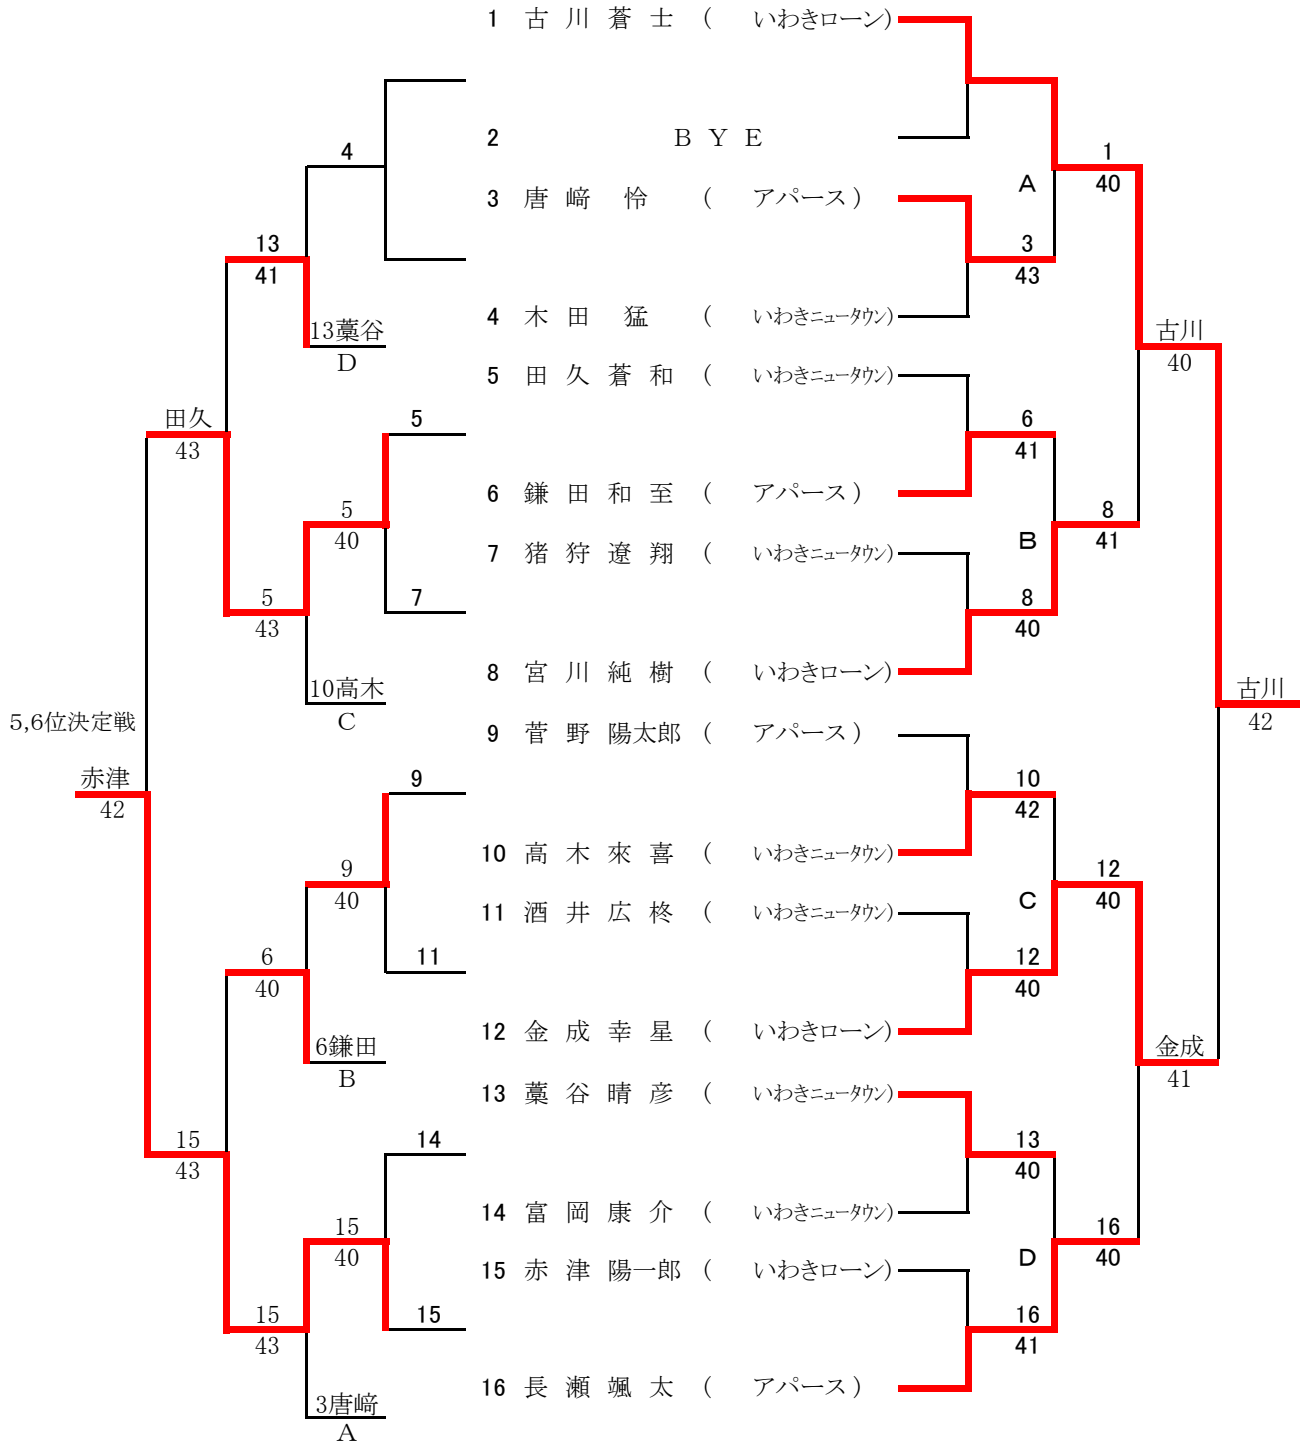 1 古川蒼士 ( いわきローン)
4
2 BYE
1
A
40
3 唐﨑怜 ( アパース)
13
3
41
43
4 木田猛 ( いわきニュータウン)
13藁谷
古川
D
40
5 田久蒼和 ( いわきニュータウン)
田久
5
6
43
41
6 鎌田和至 ( アパース)
5
8
40
B
41
7 猪狩遼翔 ( いわきニュータウン)
5
7
8
43
40
8 宮川純樹 ( いわきローン)
10高木
古川
C
42
5,6位決定戦
9 菅野陽太郎 ( アパース)
赤津
9
10
42
42
10 高木來喜 ( いわきニュータウン)
9
12
40
C
40
11 酒井広柊 ( いわきニュータウン)
6
11
12
40
40
12 金成幸星 ( いわきローン)
6鎌田
金成
B
41
13 藁谷晴彦 ( いわきニュータウン)
15
14
13
43
40
14 富岡康介 ( いわきニュータウン)
15
16
40
D
40
15 赤津陽一郎 ( いわきローン)
15
15
16
43
41
16 長瀬颯太 ( アパース)
3唐﨑
A